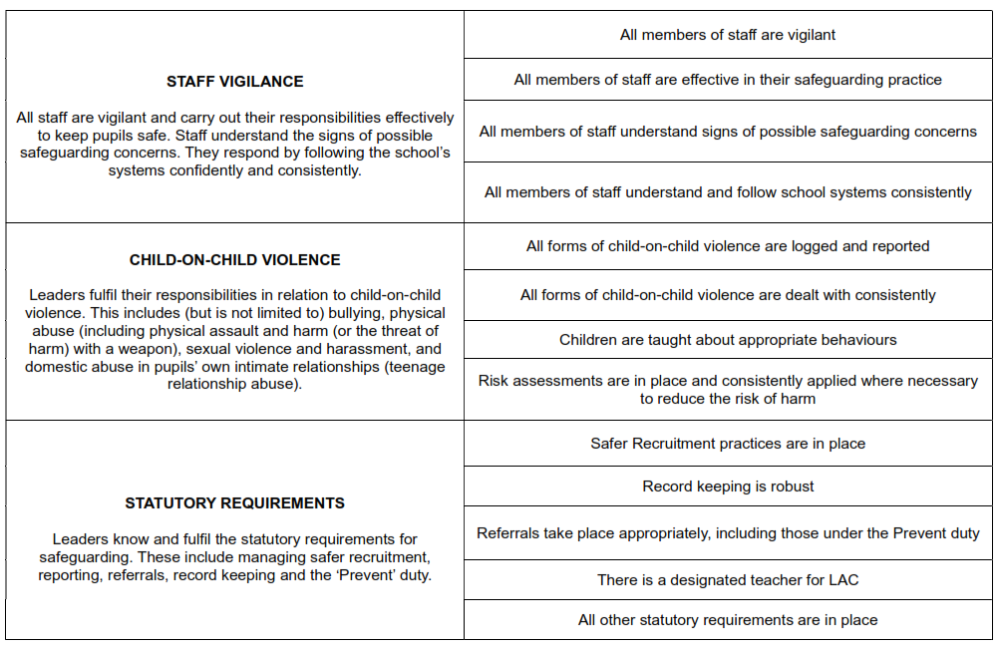 STAFF VIGILANCE
All staff are vigilant and carry out their responsibilities effectively
to keep pupils safe. Staff understand the signs of possible
safeguarding concerns. They respond by following the school’s
systems confidently and consistently.
All members of staff are vigilant
All members of staff are effective in their safeguarding practice
All members of staff understand signs of possible safeguarding concerns
All members of staff understand and follow school systems consistently
CHILD-ON-CHILD VIOLENCE
Leaders fulfil their responsibilities in relation to child-on-child
violence. This includes (but is not limited to) bullying, physical
abuse (including physical assault and harm (or the threat of
harm) with a weapon), sexual violence and harassment, and
domestic abuse in pupils’ own intimate relationships (teenage
relationship abuse).
All forms of child-on-child violence are logged and reported
All forms of child-on-child violence are dealt with consistently
Children are taught about appropriate behaviours
Risk assessments are in place and consistently applied where necessary
to reduce the risk of harm
STATUTORY REQUIREMENTS
Leaders know and fulfil the statutory requirements for
safeguarding. These include managing safer recruitment,
reporting, referrals, record keeping and the ‘Prevent’ duty.
Safer Recruitment practices are in place
Record keeping is robust
Referrals take place appropriately, including those under the Prevent duty
There is a designated teacher for LAC
All other statutory requirements are in place